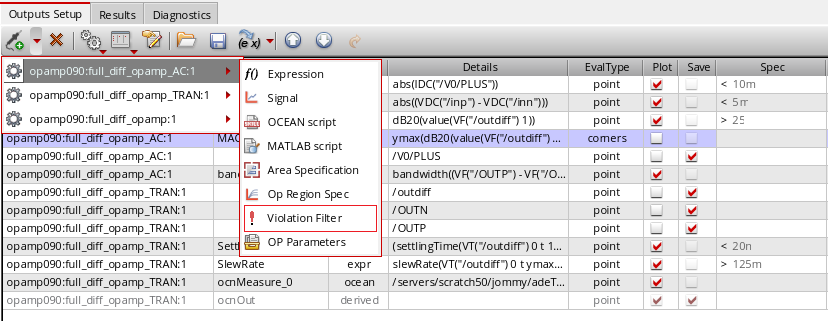 Outputs Setup Results Diagnostics
(e x)
Details EvalType Plot Save Spec
opamp090:full_diff_opamp_AC:1
opamp090:full_diff_opamp_TRAN:1
opamp090:full_diff_opamp:1
f() Expression
Signal
OCEAN script
MATLAB script
Area Specification
Op Region Spec
Violation Filter
OP Parameters
abs(IDC("/V0/PLUS")) point < 10m
abs((VDC("/inp") - VDC("/inn"))) point < 5m
dB20(value(VF("/outdiff") 1)) point > 25
opamp090:full_diff_opamp_AC:1 ymax(dB20(value(VF("/outdiff") ... corners
opamp090:full_diff_opamp_AC:1 /V0/PLUS point
opamp090:full_diff_opamp_AC:1 band bandwidth((VF("/OUTP") - VF("/O... point
opamp090:full_diff_opamp_TRAN:1 /outdiff point
opamp090:full_diff_opamp_TRAN:1 /OUTN point
opamp090:full_diff_opamp_TRAN:1 /OUTP point
opamp090:full_diff_opamp_TRAN:1 (settlingTime(VT("/outdiff") 0 t 1... point < 20n
opamp090:full_diff_opamp_TRAN:1 SlewRate expr slewRate(VT("/outdiff") 0 t ymax... point > 125m
opamp090:full_diff_opamp_TRAN:1 ocnMeasure_0 ocean /servers/scratch50/jommy/adeT... point
opamp090:full_diff_opamp_TRAN:1 ocnOut derived point